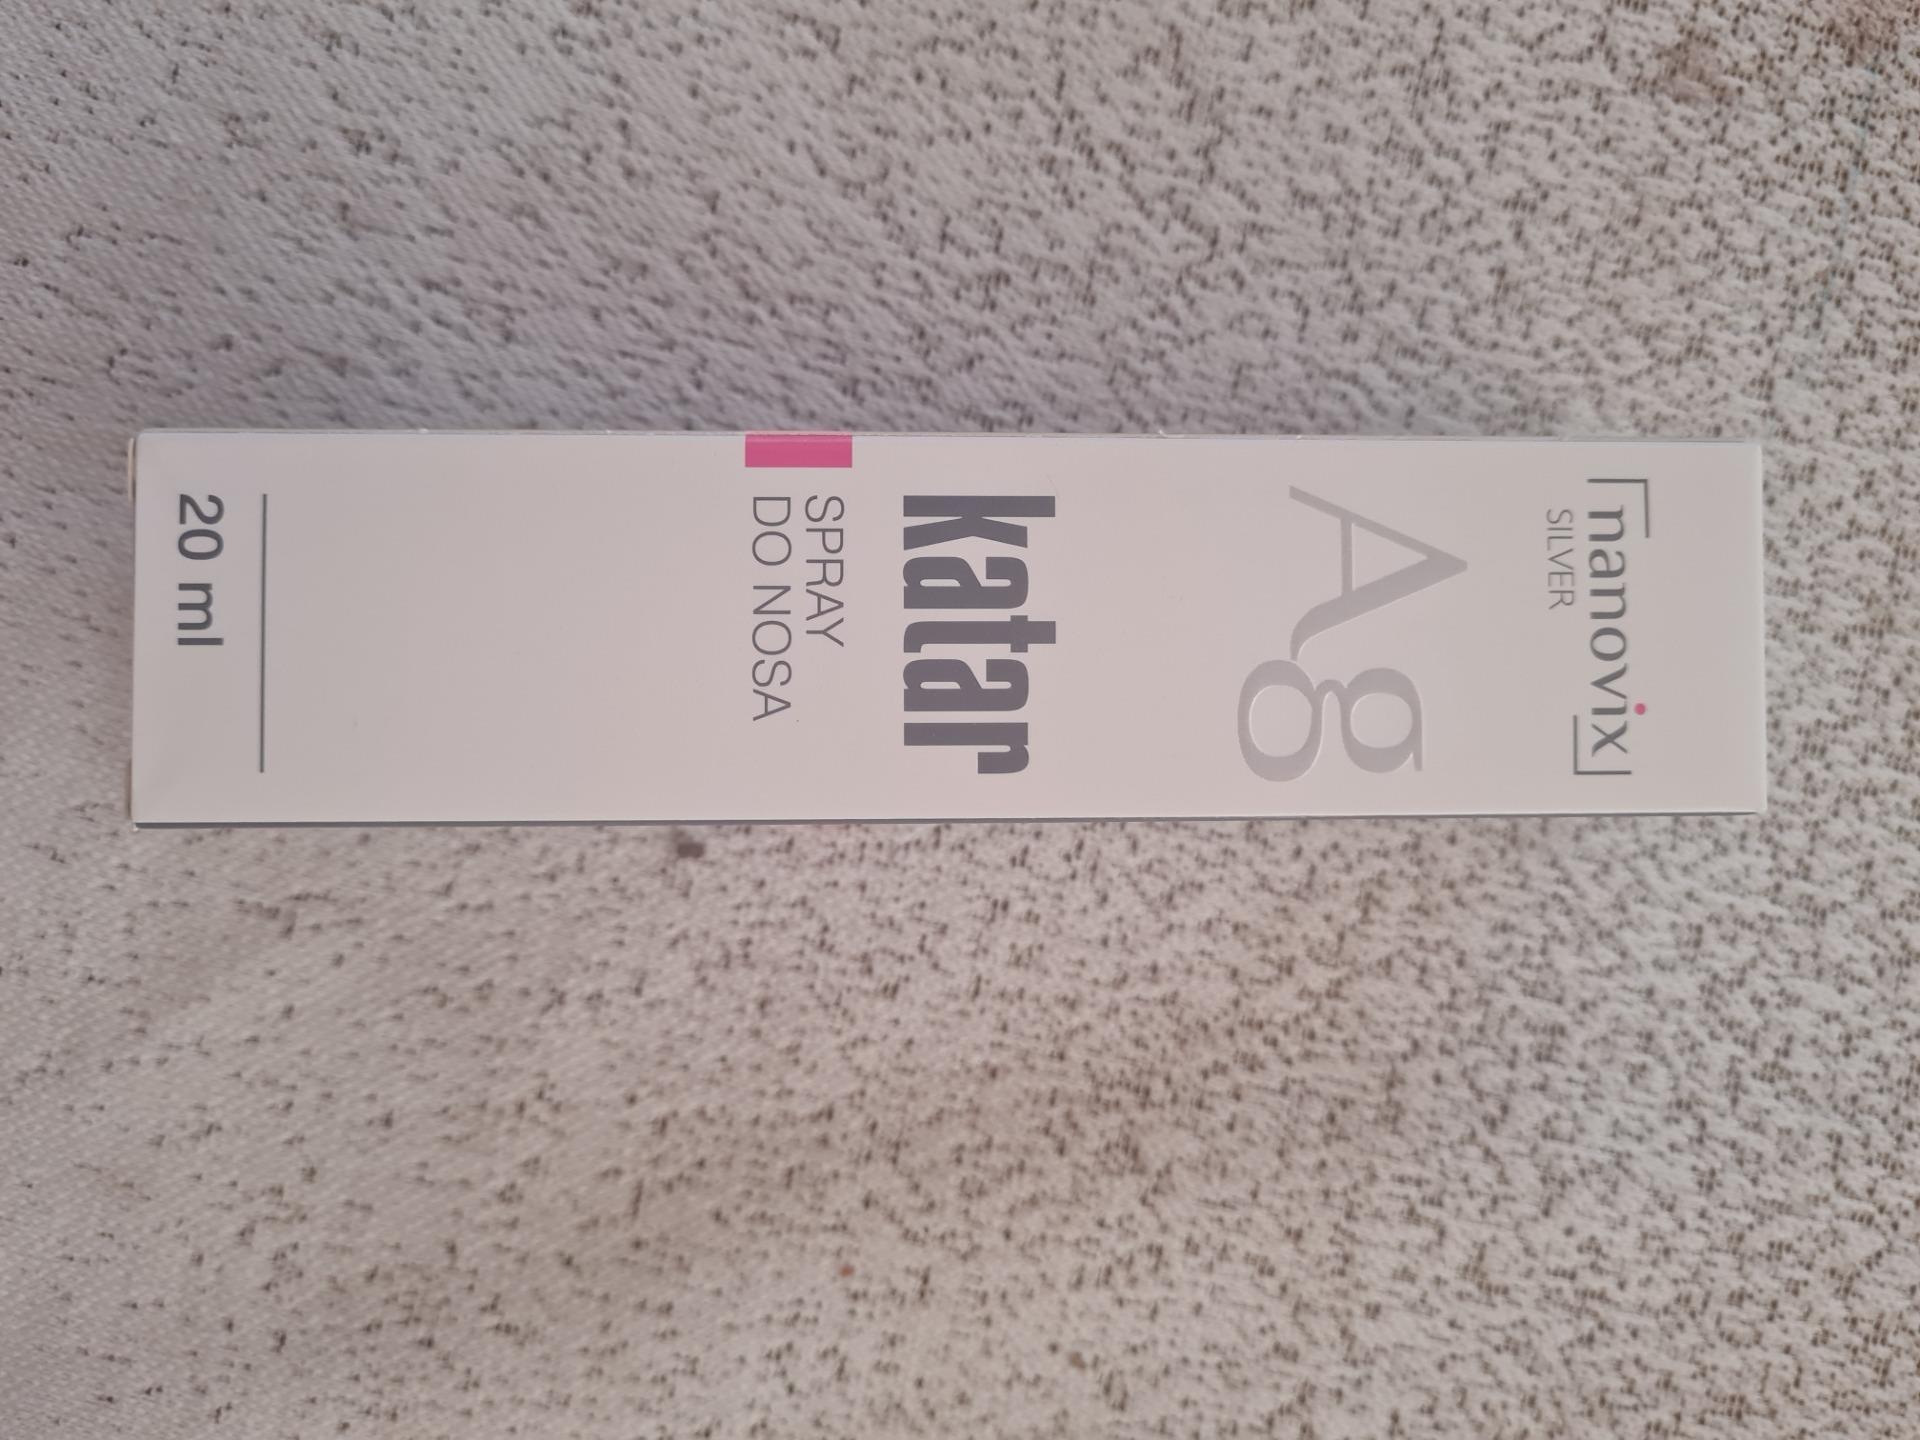 nanovix
SILVER
Ag
katar
SPRAY
DO NOSA
20 ml